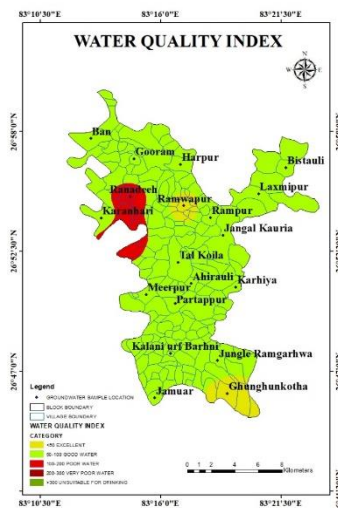 83°10'30"E 83°16'0"E 83°21'30"E
WATER QUALITY INDEX
N
26°58'0"N
Ban
Gooram
Harpur
Bistauli
Ranadeeh
Laxmipur
Karanhari
Ramwapur
Rampur
Jangal Kauria
26°52'30"N
Tal Koila
Ahirauli
Karhiya
Meerpur
Partappur
Kalani urf Barhni
Jungle Ramgarhwa
26°47'0"N
Ghunghunkotha
Jamuar
Legend
GROUNDWATER SAMPLE LOCATION
BLOCK BOUNDARY
VILLAGE BOUNDARY
WATER QUALITY INDEX
CATEGORY
<50 EXCELLENT
50-100 GOOD WATER
100-200 POOR WATER
200-300 VERY POOR WATER
>300 UNSUITABLE FOR DRINKING
0 1 2 4 6 8
Kilometers
83°10'30"E 83°16'0"E 83°21'30"E